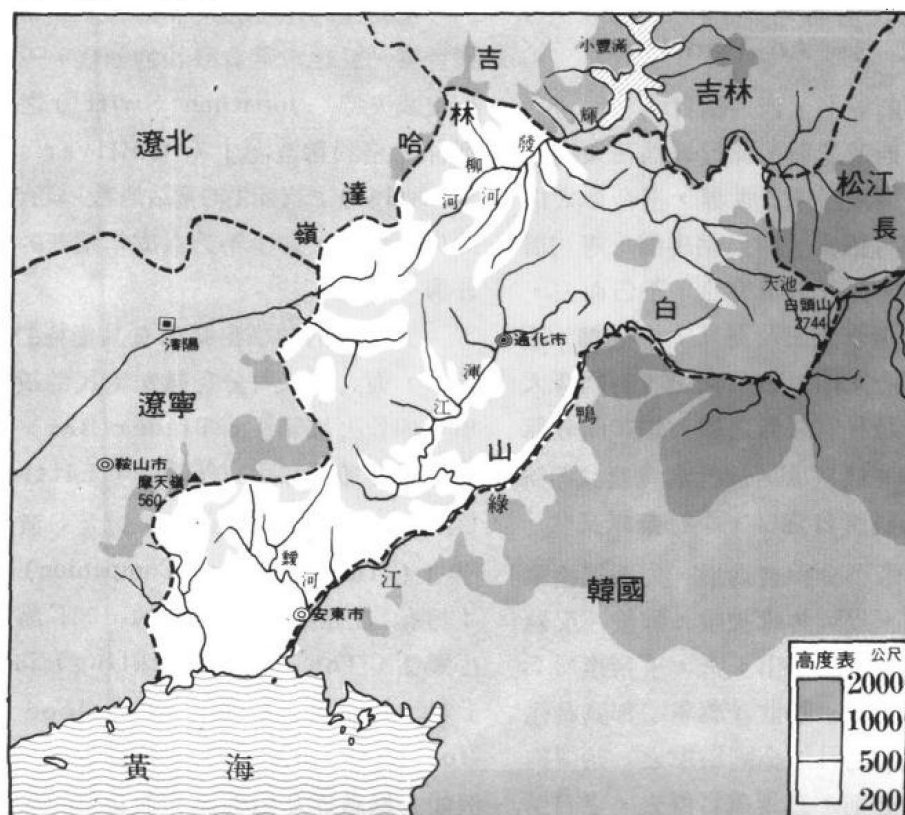 小豐滿
吉林哈達嶺
吉林
輝發河
柳河
遼北
松江
長白山
天池
白頭山
2744
瀋陽
通化市
渾江
遼寧
鞍山市
摩天嶺
560
鴨綠江
靉河
安東市
韓國
黃海
高度表 公尺
2000
1000
500
200